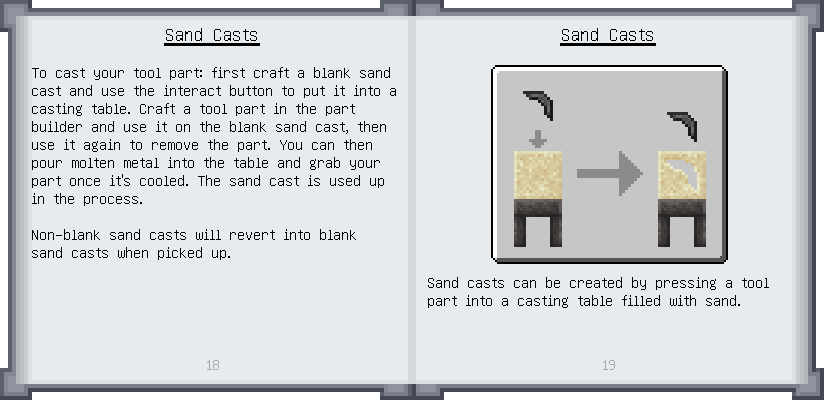 Sand Casts
To cast your tool part: first craft a blank sand
cast and use the interact button to put it into a
casting table. Craft a tool part in the part
builder and use it on the blank sand cast, then
use it again to remove the part. You can then
pour molten metal into the table and grab your
part once it's cooled. The sand cast is used up
in the process.
Non-blank sand casts will revert into blank
sand casts when picked up.
18
Sand Casts
Sand casts can be created by pressing a tool
part into a casting table filled with sand.
19